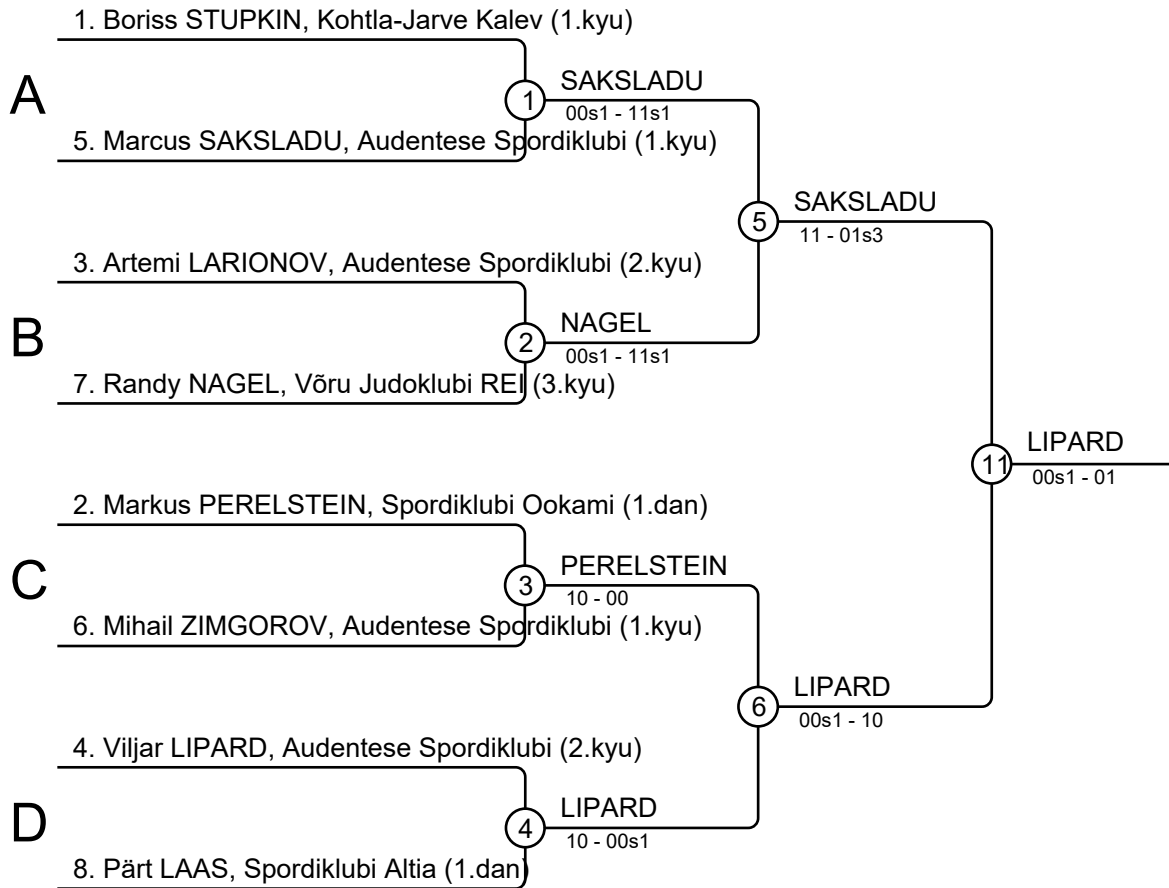 1. Boriss STUPKIN, Kohtla-Jarve Kalev (1.kyu)
A
1
SAKSLADU
00s1 - 11s1
5. Marcus SAKSLADU, Audentese Spordiklubi (1.kyu)
5
SAKSLADU
11 - 01s3
3. Artemi LARIONOV, Audentese Spordiklubi (2.kyu)
B
2
NAGEL
00s1 - 11s1
7. Randy NAGEL, Võru Judoklubi REI (3.kyu)
11
LIPARD
00s1 - 01
2. Markus PERELSTEIN, Spordiklubi Ookami (1.dan)
C
3
PERELSTEIN
10 - 00
6. Mihail ZIMGOROV, Audentese Spordiklubi (1.kyu)
6
LIPARD
00s1 - 10
4. Viljar LIPARD, Audentese Spordiklubi (2.kyu)
D
4
LIPARD
10 - 00s1
8. Pärt LAAS, Spordiklubi Altia (1.dan)